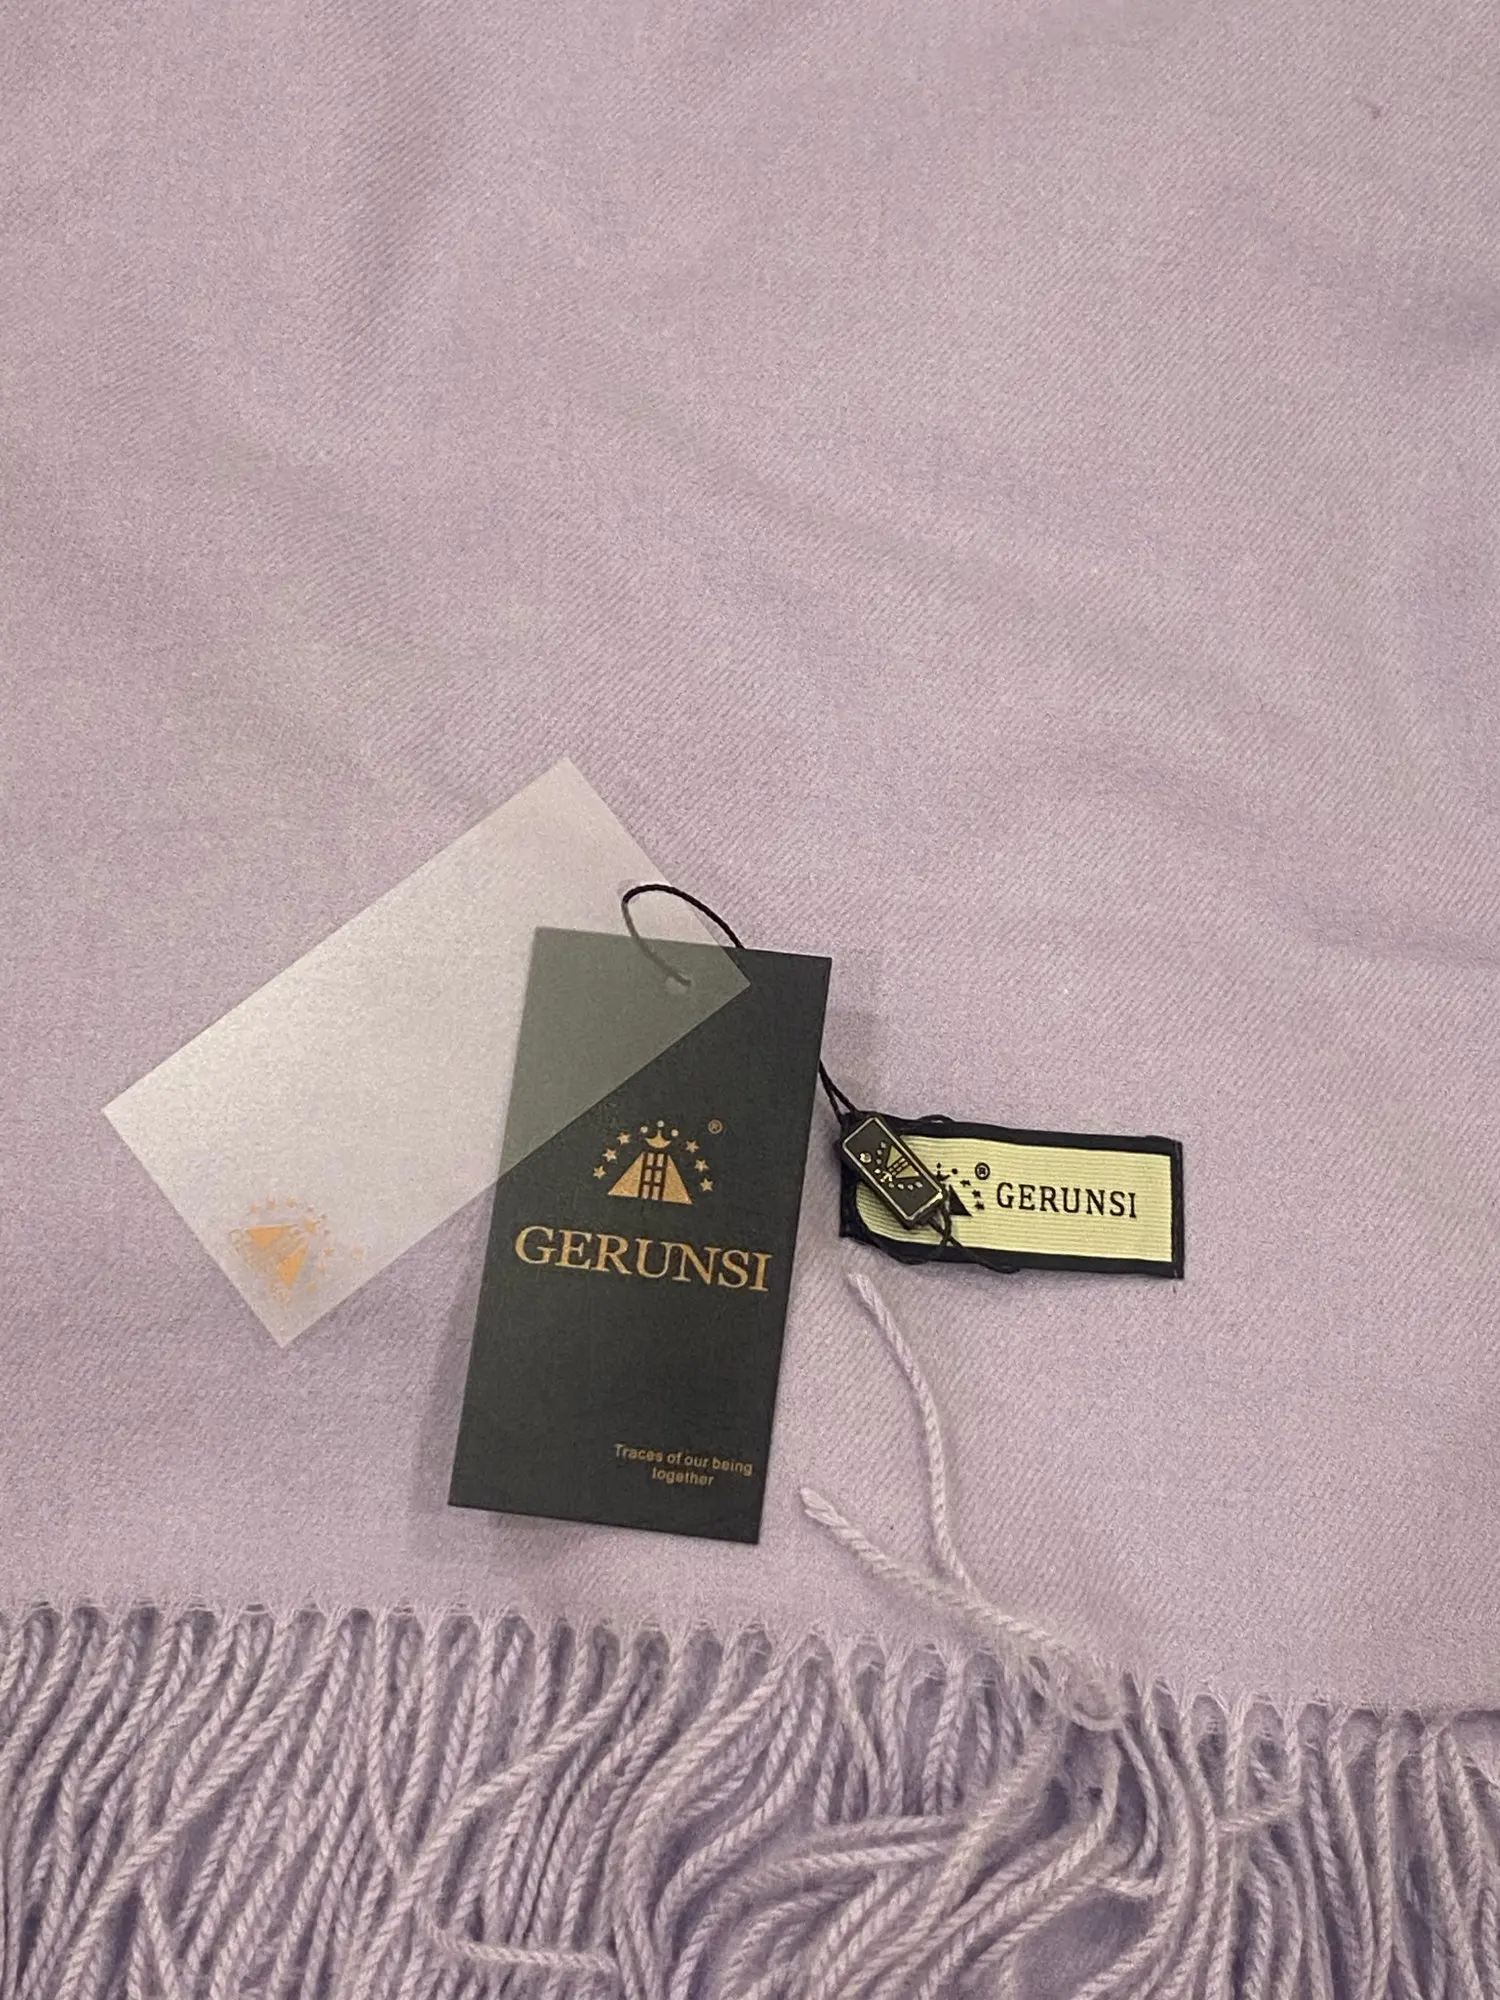 ®
GERUNSI
Traces of our being
together
® GERUNSI